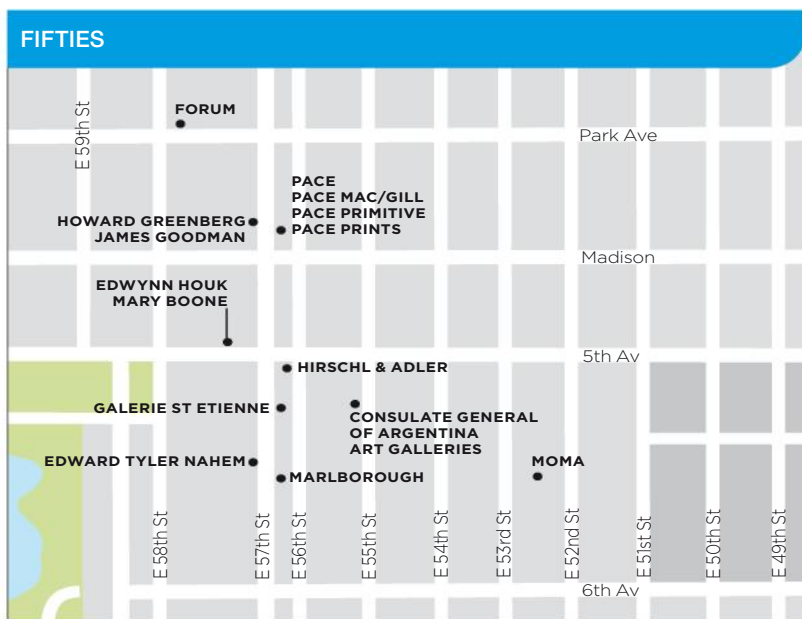 FIFTIES
FORUM
E 59th St
Park Ave
PACE
PACE MAC/GILL
PACE PRIMITIVE
PACE PRINTS
HOWARD GREENBERG
JAMES GOODMAN
Madison
EDWYNN HOUK
MARY BOONE
5th Av
HIRSCHL & ADLER
GALERIE ST ETIENNE
CONSULATE GENERAL
OF ARGENTINA
ART GALLERIES
EDWARD TYLER NAHEM
MARLBOROUGH
MOMA
E 58th St
E 57th St
E 56th St
E 55th St
E 54th St
E 53rd St
E 52nd St
E 51st St
E 50th St
E 49th St
6th Av